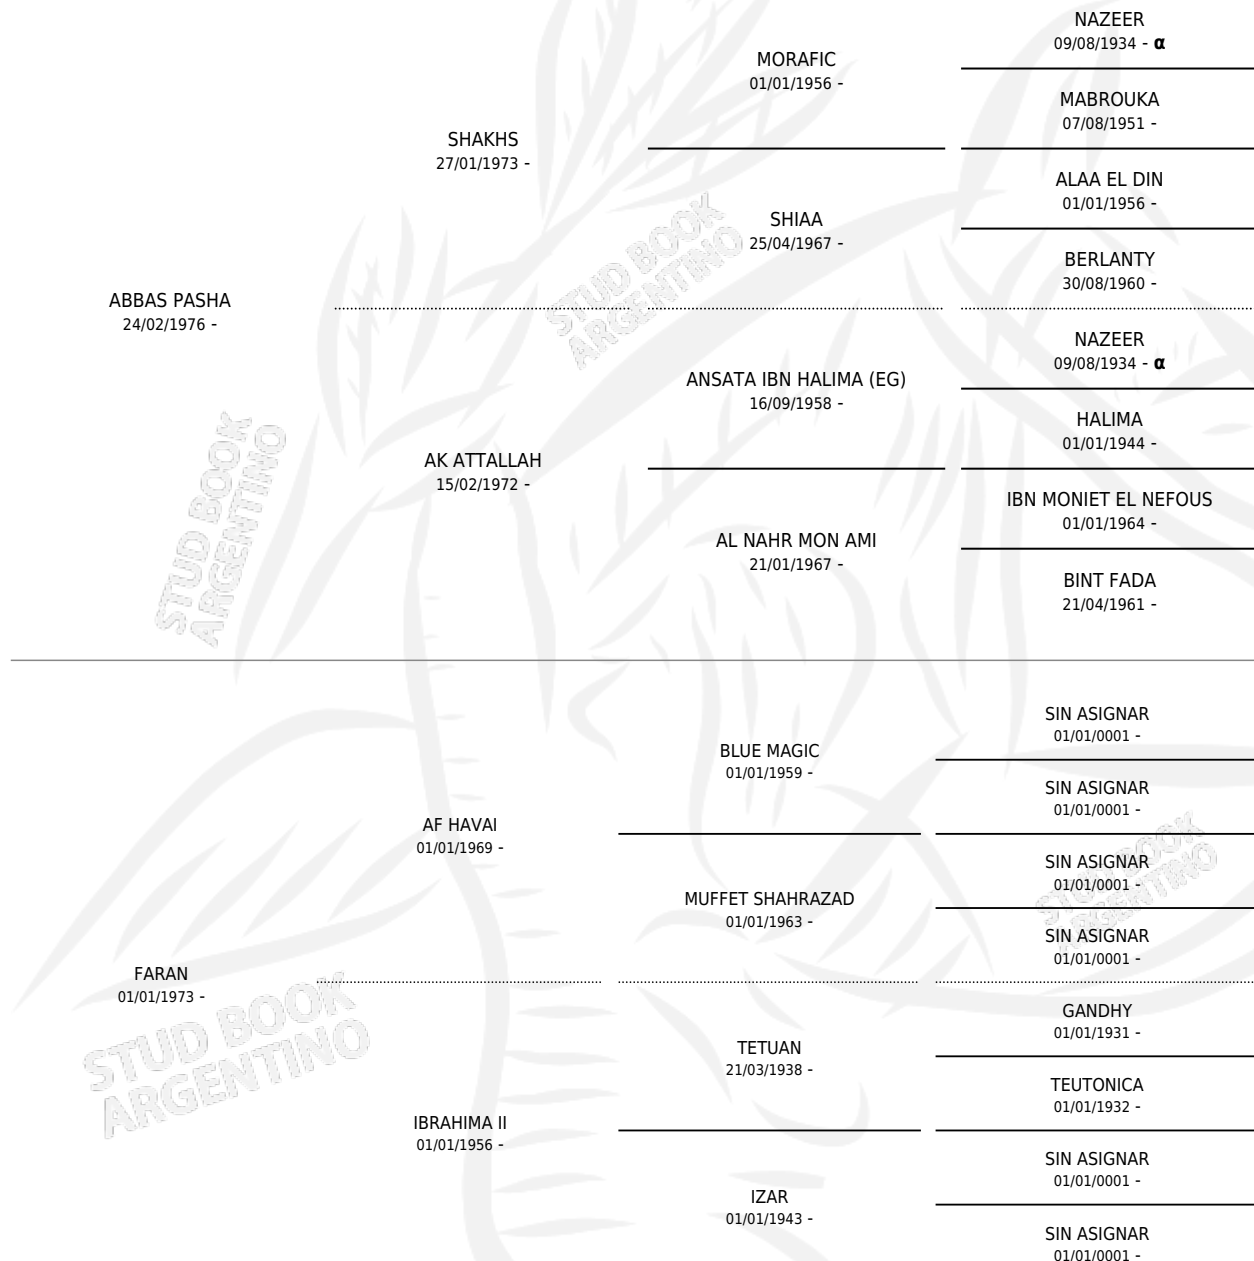 NAZEER
09/08/1934 - α
MORAFIC
01/01/1956 -
MABROUKA
07/08/1951 -
SHAKHS
27/01/1973 -
ALAA EL DIN
01/01/1956 -
SHIAA
25/04/1967 -
BERLANTY
30/08/1960 -
ABBAS PASHA
24/02/1976 -
NAZEER
09/08/1934 - α
ANSATA IBN HALIMA (EG)
16/09/1958 -
HALIMA
01/01/1944 -
AK ATTALLAH
15/02/1972 -
IBN MONIET EL NEFOUS
01/01/1964 -
AL NAHR MON AMI
21/01/1967 -
BINT FADA
21/04/1961 -
SIN ASIGNAR
01/01/0001 -
BLUE MAGIC
01/01/1959 -
SIN ASIGNAR
01/01/0001 -
AF HAVAI
01/01/1969 -
SIN ASIGNAR
01/01/0001 -
MUFFET SHAHRAZAD
01/01/1963 -
SIN ASIGNAR
01/01/0001 -
FARAN
01/01/1973 -
GANDHY
01/01/1931 -
TETUAN
21/03/1938 -
TEUTONICA
01/01/1932 -
IBRAHIMA II
01/01/1956 -
SIN ASIGNAR
01/01/0001 -
IZAR
01/01/1943 -
SIN ASIGNAR
01/01/0001 -
STUD BOOK
ARGENTINO
STUD BOOK
ARGENTINO
STUD BOOK
ARGENTINO
STUD BOOK
ARGENTINO